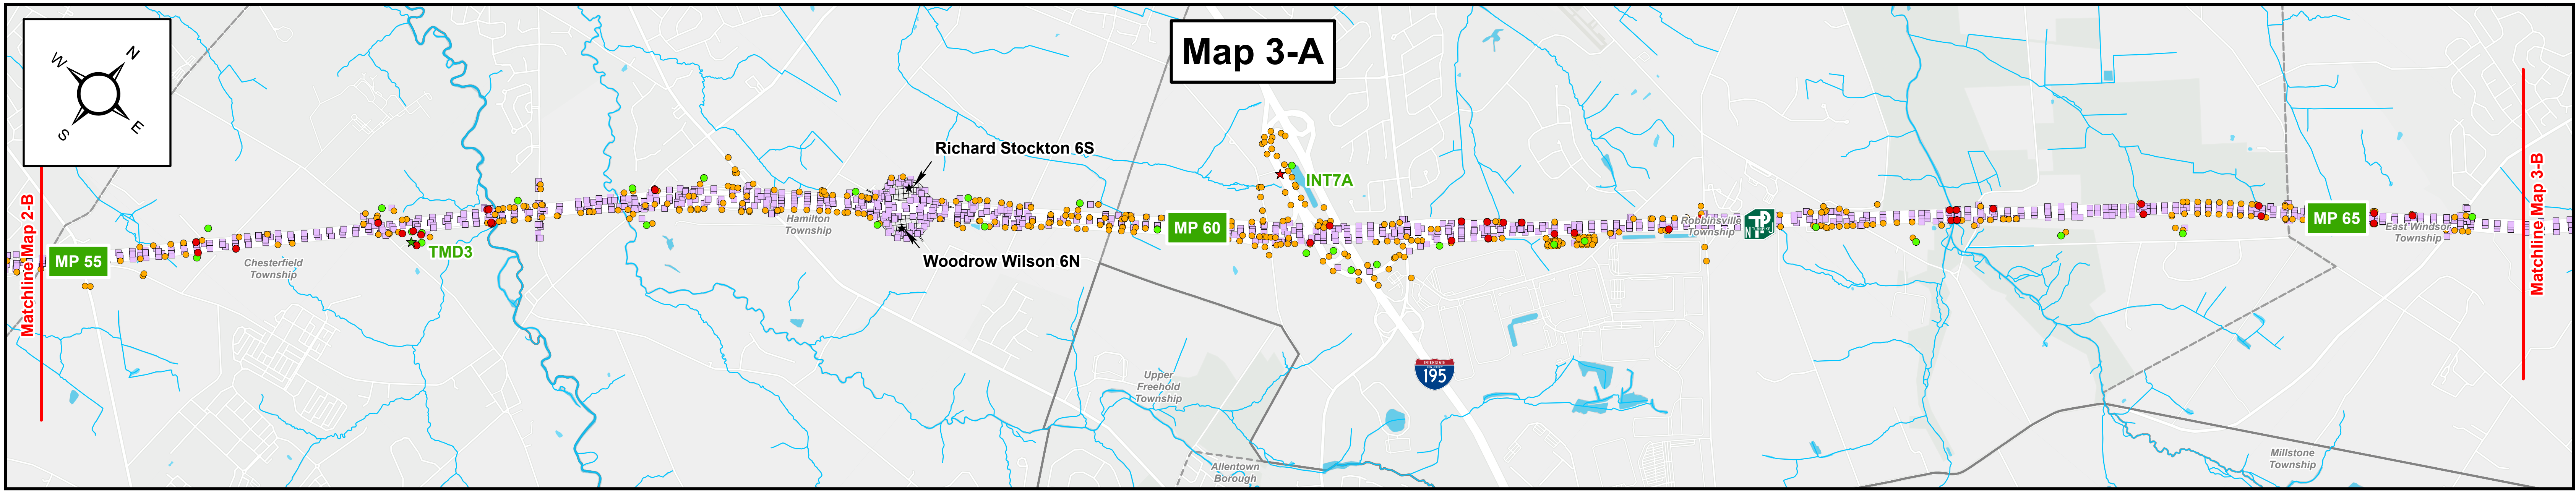 Map 3-A
W
N
S
E
Richard Stockton 6S
INT7A
Matchline Map 2-B
Matchline Map 3-B
Hamilton
Township
MP 60
Robbinsville
Township
MP 65
East Windsor
Township
MP 55
TMD3
Chesterfield
Township
Woodrow Wilson 6N
INTERSTATE
195
Upper
Freehold
Township
Allentown
Borough
Millstone
Township